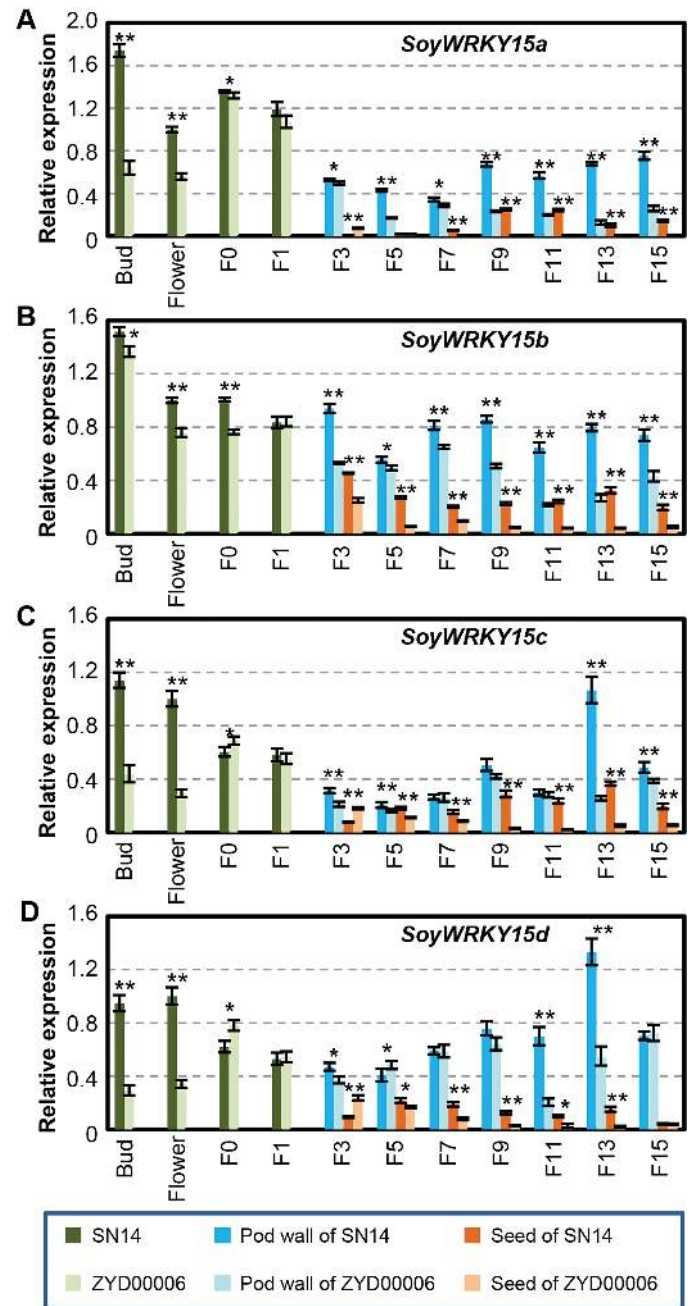 A
SoyWRKY15a
Relative expression
2.0
1.6
1.2
0.8
0.4
0
** ** * * ** ** * ** ** ** ** ** ** ** ** **
Bud Flower F0 F1 F3 F5 F7 F9 F11 F13 F15
B
SoyWRKY15b
Relative expression
1.6
1.2
0.8
0.4
0
* ** ** ** ** * ** ** ** ** ** ** ** ** ** ** **
Bud Flower F0 F1 F3 F5 F7 F9 F11 F13 F15
C
SoyWRKY15c
Relative expression
1.6
1.2
0.8
0.4
0
** ** * ** ** ** ** ** ** ** ** ** ** **
Bud Flower F0 F1 F3 F5 F7 F9 F11 F13 F15
D
SoyWRKY15d
Relative expression
1.6
1.2
0.8
0.4
0
** ** * * ** * * ** ** ** * ** **
Bud Flower F0 F1 F3 F5 F7 F9 F11 F13 F15
SN14 Pod wall of SN14 Seed of SN14
ZYD00006 Pod wall of ZYD00006 Seed of ZYD00006